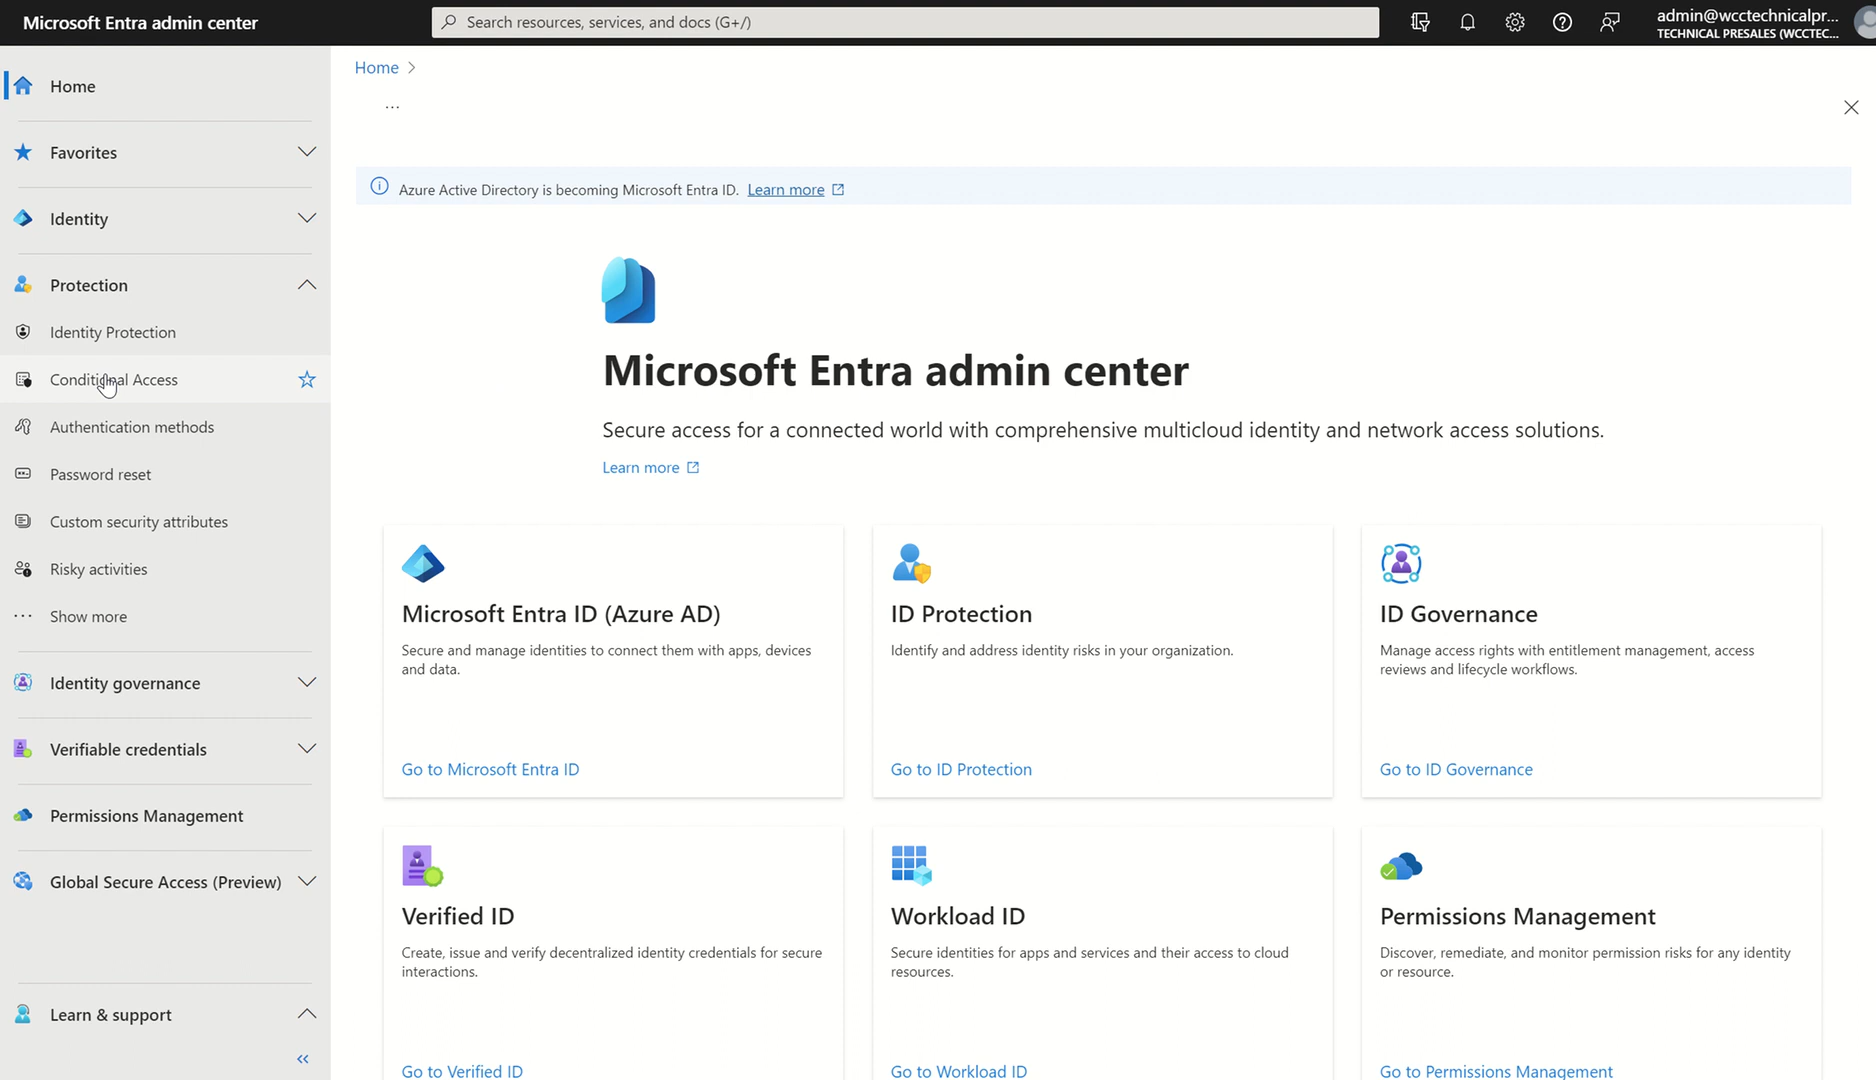 Microsoft Entra admin center
Search resources, services, and docs (G+/)
admin@wcctechnicalpr...
TECHNICAL PRESALES (WCCTEC...
Home
Favorites
Identity
Protection
Identity Protection
Conditional Access
Authentication methods
Password reset
Custom security attributes
Risky activities
... Show more
Identity governance
Verifiable credentials
Permissions Management
Global Secure Access (Preview)
Learn & support
Home >
...
Azure Active Directory is becoming Microsoft Entra ID. Learn more
Microsoft Entra admin center
Secure access for a connected world with comprehensive multicloud identity and network access solutions.
Learn more
Microsoft Entra ID (Azure AD)
Secure and manage identities to connect them with apps, devices
and data.
Go to Microsoft Entra ID
ID Protection
Identify and address identity risks in your organization.
Go to ID Protection
ID Governance
Manage access rights with entitlement management, access
reviews and lifecycle workflows.
Go to ID Governance
Verified ID
Create, issue and verify decentralized identity credentials for secure
interactions.
Go to Verified ID
Workload ID
Secure identities for apps and services and their access to cloud
resources.
Go to Workload ID
Permissions Management
Discover, remediate, and monitor permission risks for any identity
or resource.
Go to Permissions Management